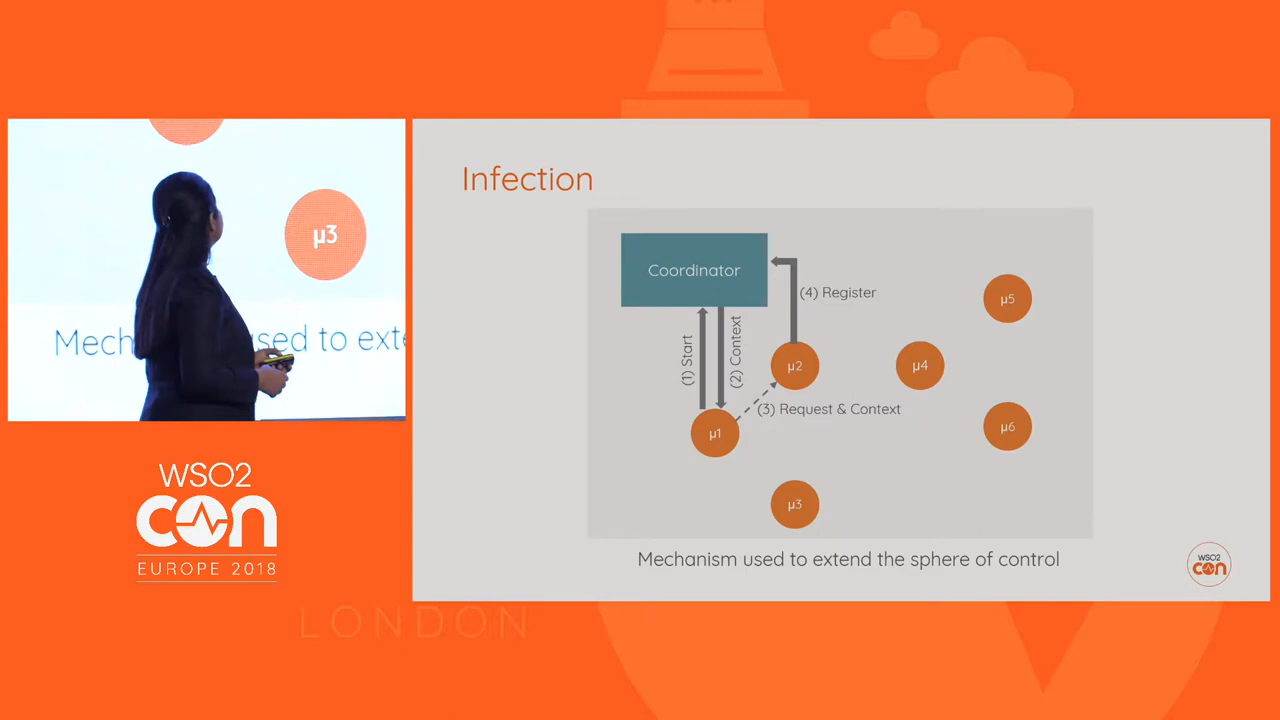 µ3
Mech
sed to exte
WSO2
con
EUROPE 2018
LONDON
Infection
Coordinator
(4) Register
(1) Start
(2) Context
µ5
µ2
µ4
(3) Request & Context
µ1
µ6
µ3
Mechanism used to extend the sphere of control
WSO2
con